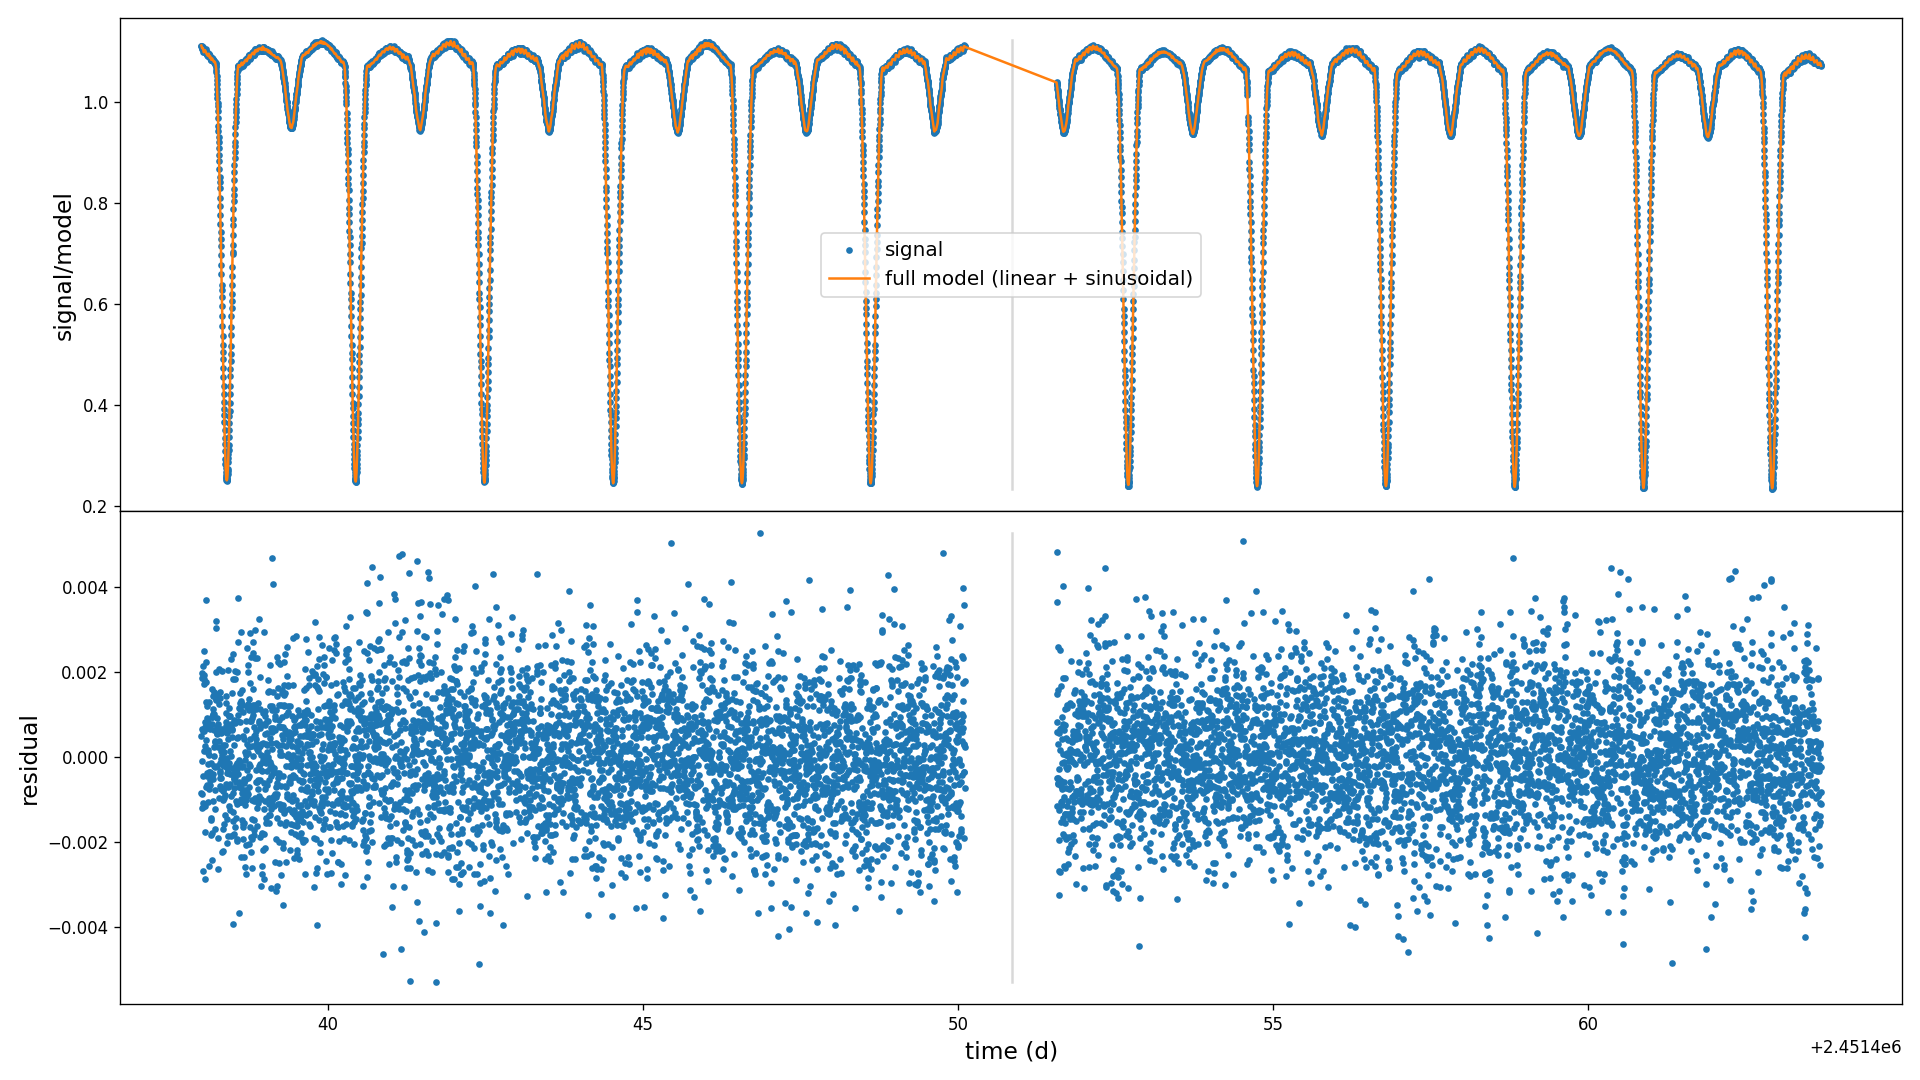 signal/model
1.0
0.8
0.6
0.4
0.2
signal
full model (linear + sinusoidal)
residual
0.004
0.002
0.000
−0.002
−0.004
40
45
50
55
60
time (d)
+2.4514e6